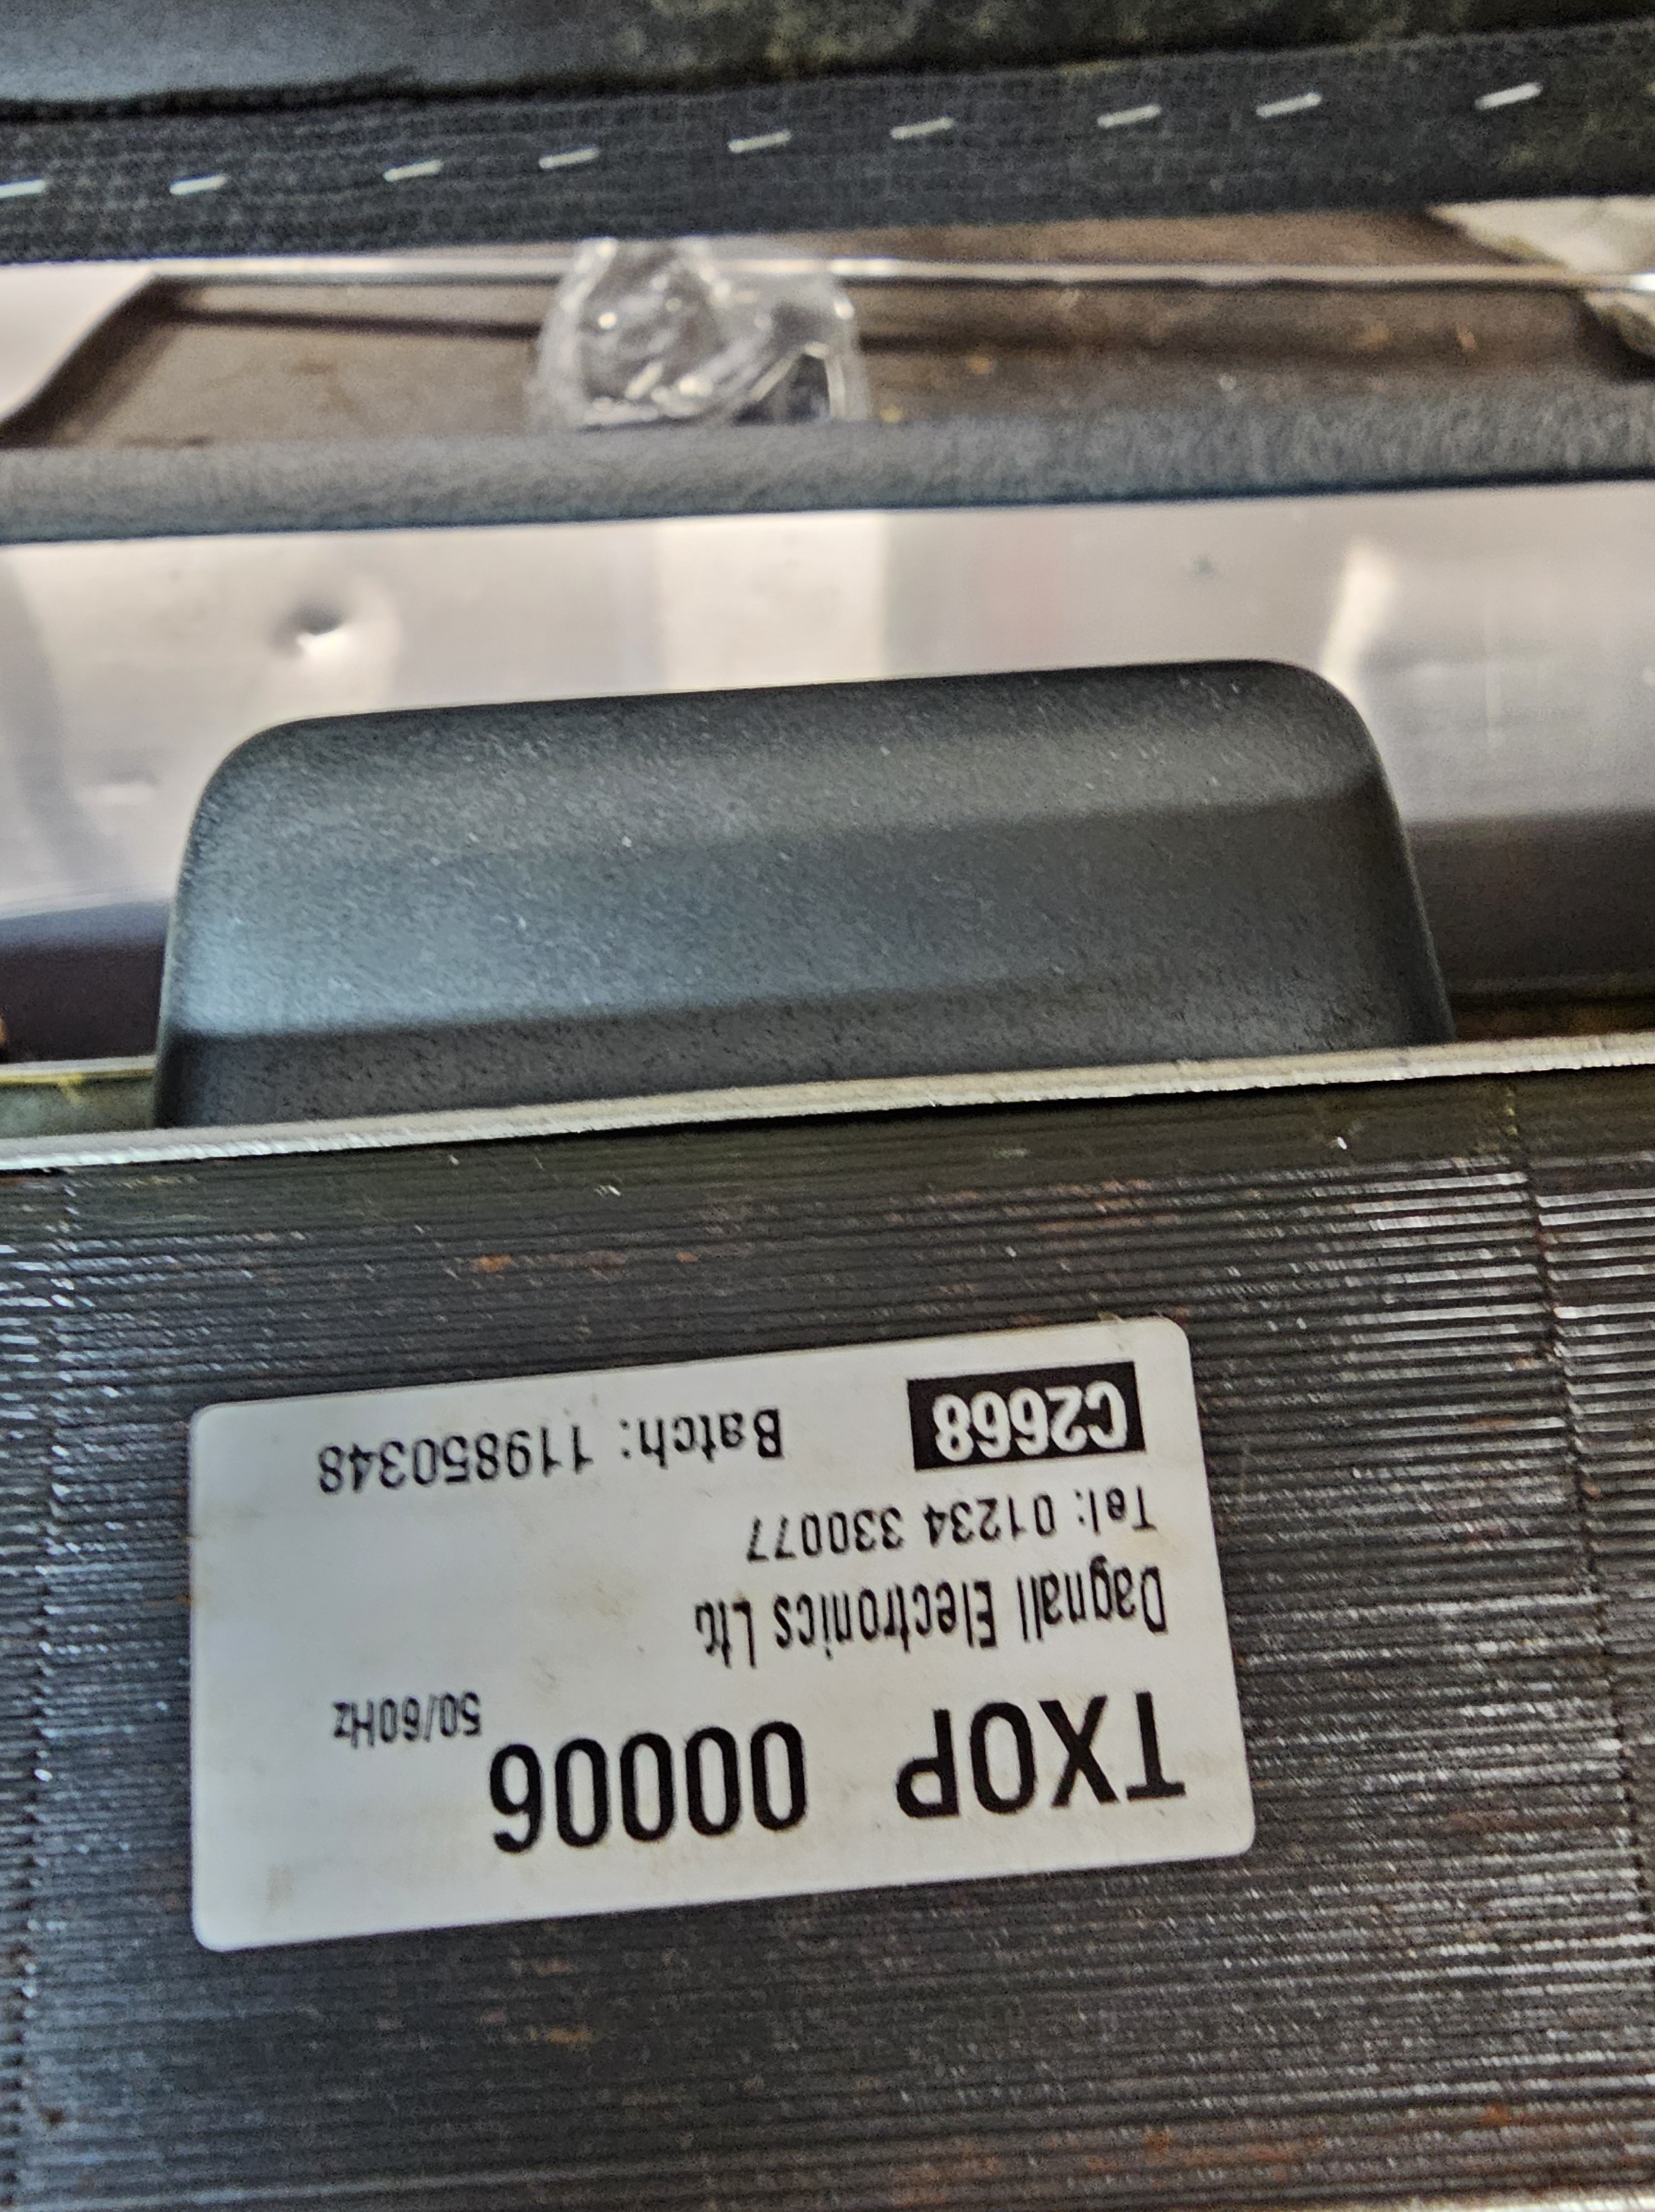 TXOP 00006 50/60Hz
Dagnall Electronics Ltd
Tel: 01234 330077
C2668 Batch: 119850348